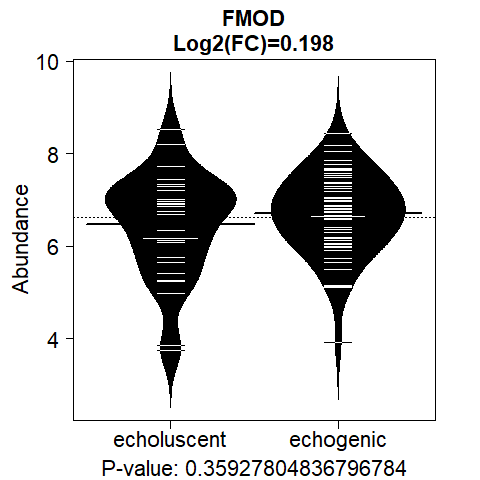 FMOD
Log2(FC)=0.198
Abundance
10
8
6
4
echoluscent echogenic
P-value: 0.35927804836796784